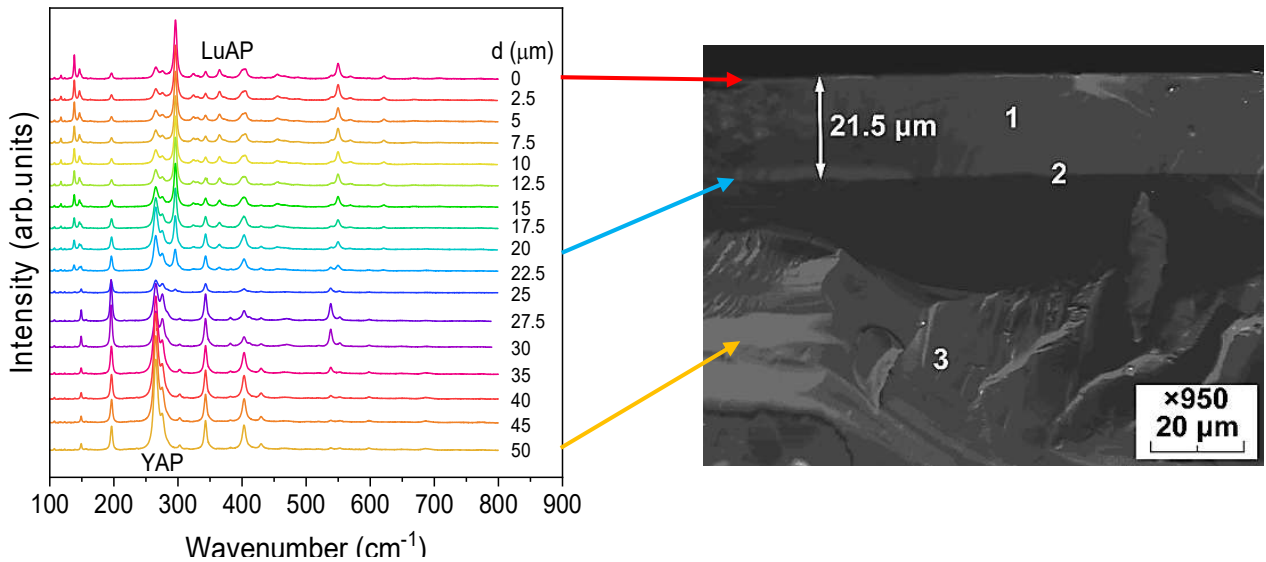 Intensity (arb.units)
LuAP
d (μm)
0
2.5
5
7.5
10
12.5
15
17.5
20
22.5
25
27.5
30
35
40
45
50
YAP
100 200 300 400 500 600 700 800 900
Wavenumber (cm⁻¹)
21.5 μm
1
2
3
×950
20 μm